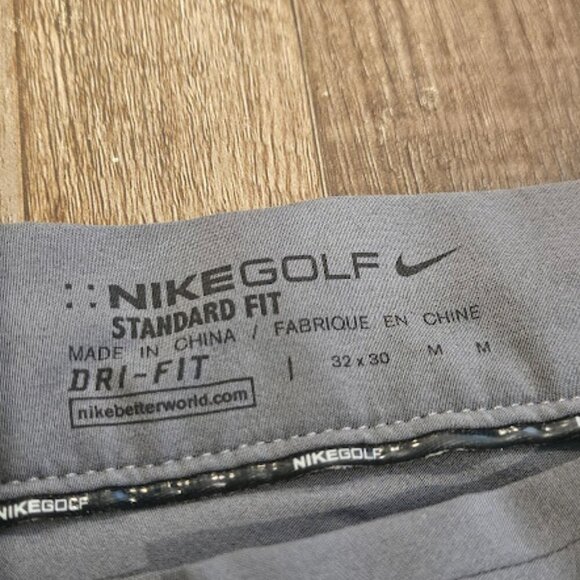 ::NIKEGOLF
STANDARD FIT
MADE IN CHINA / FABRIQUE EN CHINE
DRI-FIT | 32 x 30 M M
nikebetterworld.com
NIKEGOLF
NIKEGOLF